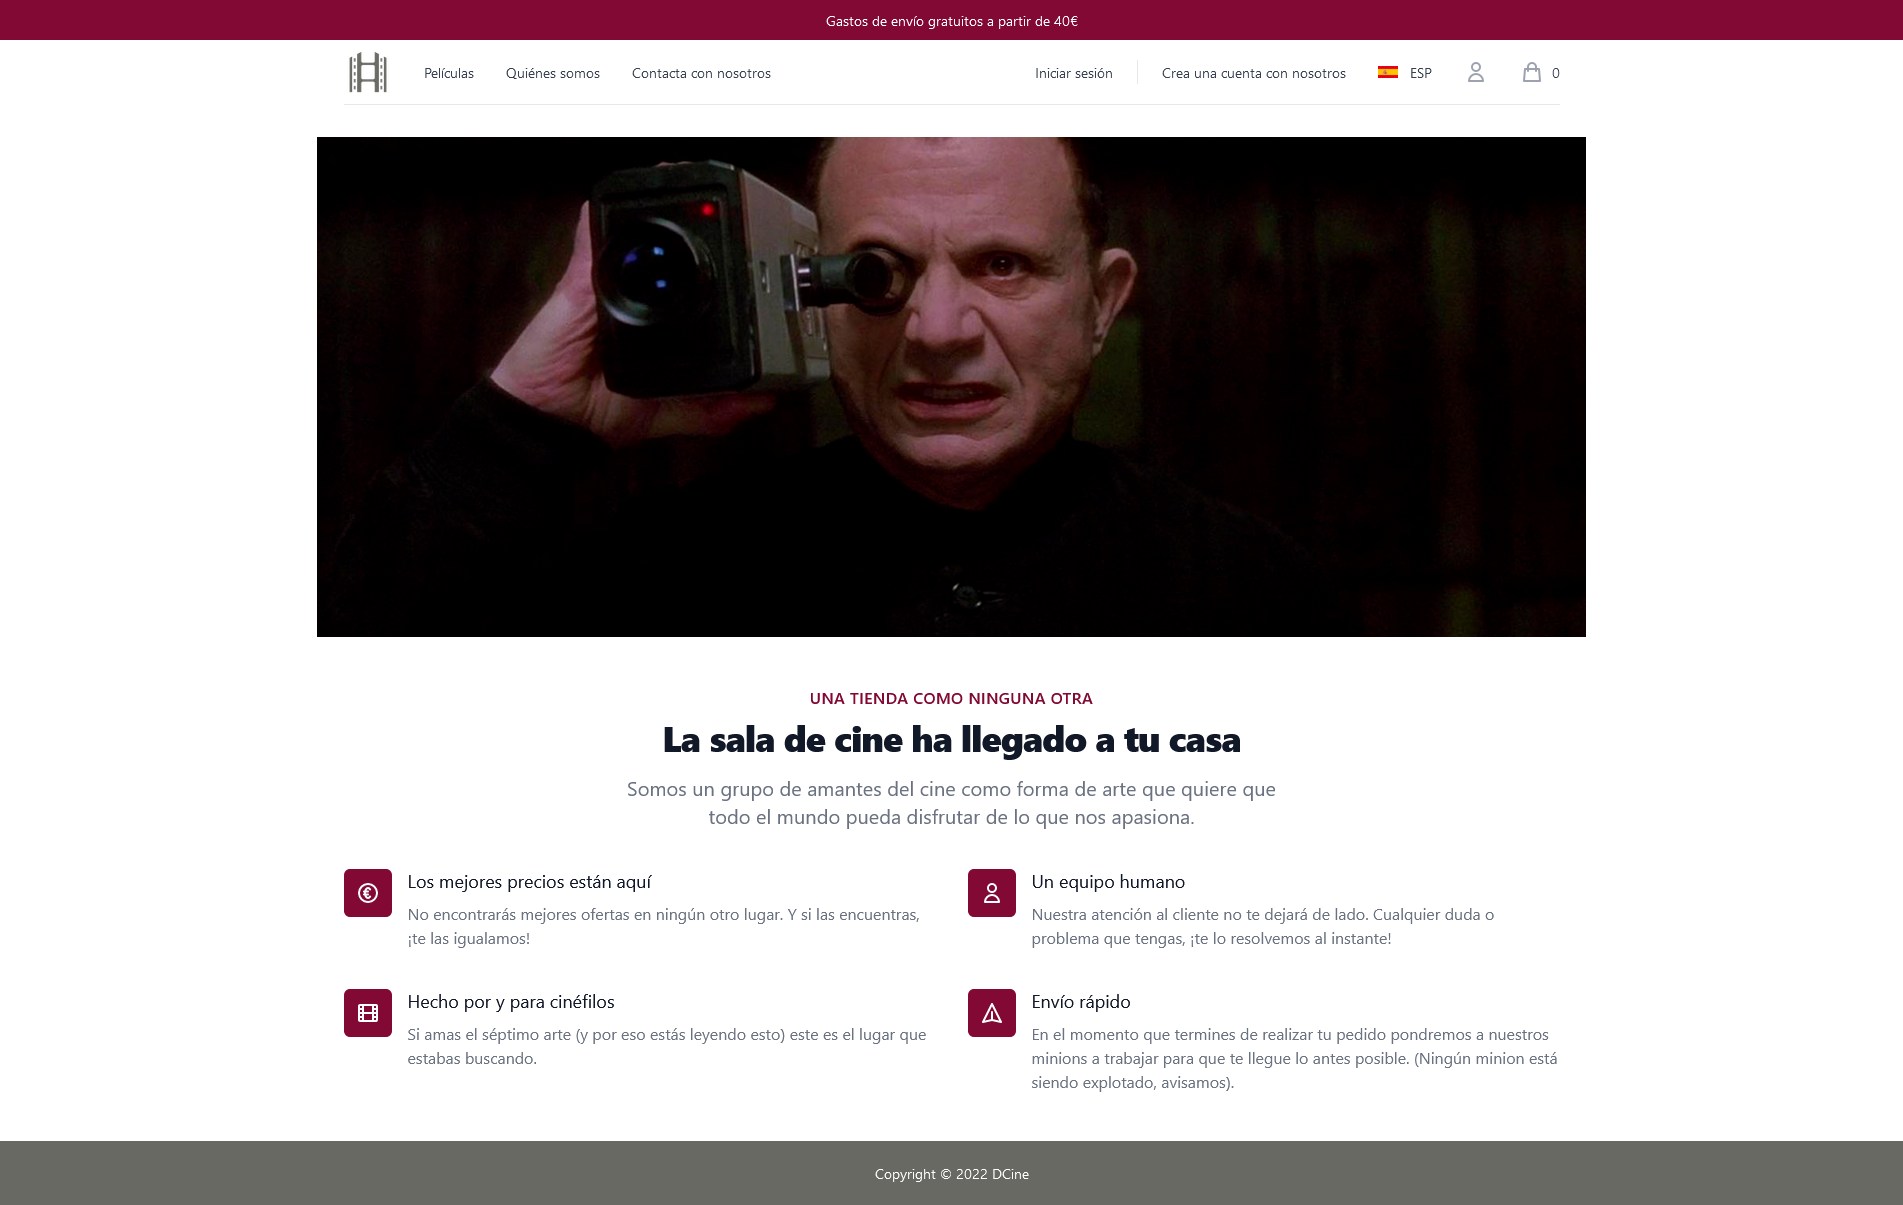 Gastos de envío gratuitos a partir de 40€
Películas
Quiénes somos
Contacta con nosotros
Iniciar sesión
Crea una cuenta con nosotros
ESP
0
UNA TIENDA COMO NINGUNA OTRA
La sala de cine ha llegado a tu casa
Somos un grupo de amantes del cine como forma de arte que quiere que
todo el mundo pueda disfrutar de lo que nos apasiona.
Los mejores precios están aquí
No encontrarás mejores ofertas en ningún otro lugar. Y si las encuentras,
¡te las igualamos!
Un equipo humano
Nuestra atención al cliente no te dejará de lado. Cualquier duda o
problema que tengas, ¡te lo resolvemos al instante!
Hecho por y para cinéfilos
Si amas el séptimo arte (y por eso estás leyendo esto) este es el lugar que
estabas buscando.
Envío rápido
En el momento que termines de realizar tu pedido pondremos a nuestros
minions a trabajar para que te llegue lo antes posible. (Ningún minion está
siendo explotado, avisamos).
Copyright © 2022 DCine